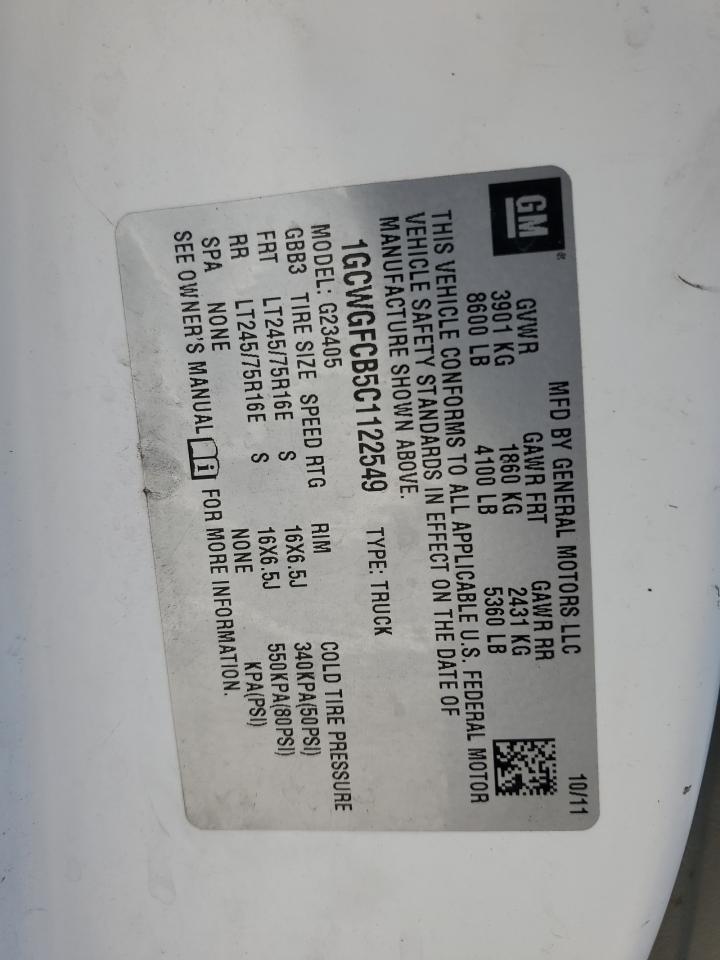 GM
MFD BY GENERAL MOTORS LLC 10/11
GVWR GAWR FRT GAWR RR
3901 KG 1860 KG 2431 KG
8600 LB 4100 LB 5360 LB
THIS VEHICLE CONFORMS TO ALL APPLICABLE U.S. FEDERAL MOTOR
VEHICLE SAFETY STANDARDS IN EFFECT ON THE DATE OF
MANUFACTURE SHOWN ABOVE.
1GCWGFCB5C1122549 TYPE: TRUCK
MODEL: G23405
GBB3 TIRE SIZE SPEED RTG RIM COLD TIRE PRESSURE
FRT LT245/75R16E S 16X6.5J 340KPA(50PSI)
RR LT245/75R16E S 16X6.5J 550KPA(80PSI)
SPA NONE NONE KPA(PSI)
SEE OWNER'S MANUAL FOR MORE INFORMATION.